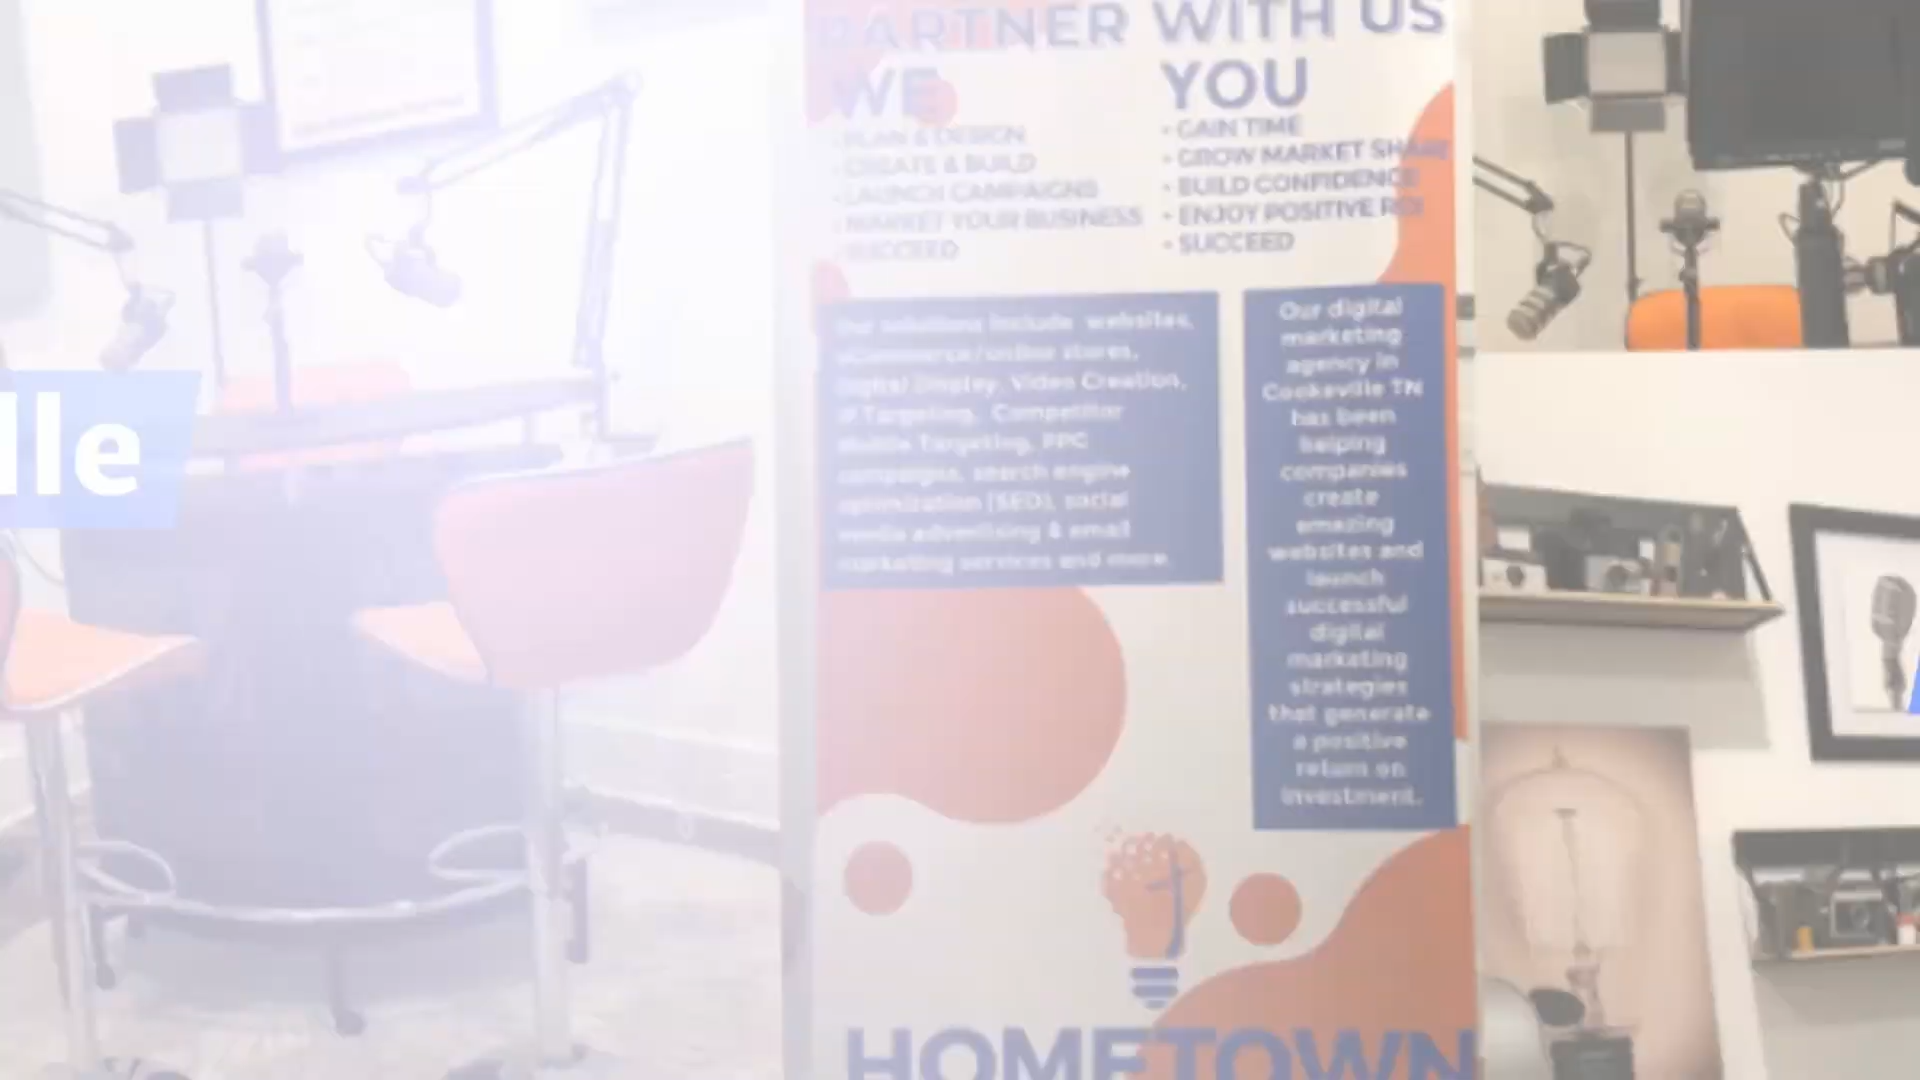 lle
PARTNER WITH US
WE
• PLAN & DESIGN
• CREATE & BUILD
• LAUNCH CAMPAIGNS
• MARKET YOUR BUSINESS
• SUCCEED
YOU
• GAIN TIME
• GROW MARKET SHARE
• BUILD CONFIDENCE
• ENJOY POSITIVE ROI
• SUCCEED
Our solutions include websites,
eCommerce/online stores,
Digital Display, Video Creation,
IP Targeting, Competitor
Mobile Targeting, PPC
campaigns, search engine
optimization (SEO), social
media advertising & email
marketing services and more.
Our digital
marketing
agency in
Cookeville TN
has been
helping
companies
create
amazing
websites and
launch
successful
digital
marketing
strategies
that generate
a positive
return on
investment.
HOMETOWN